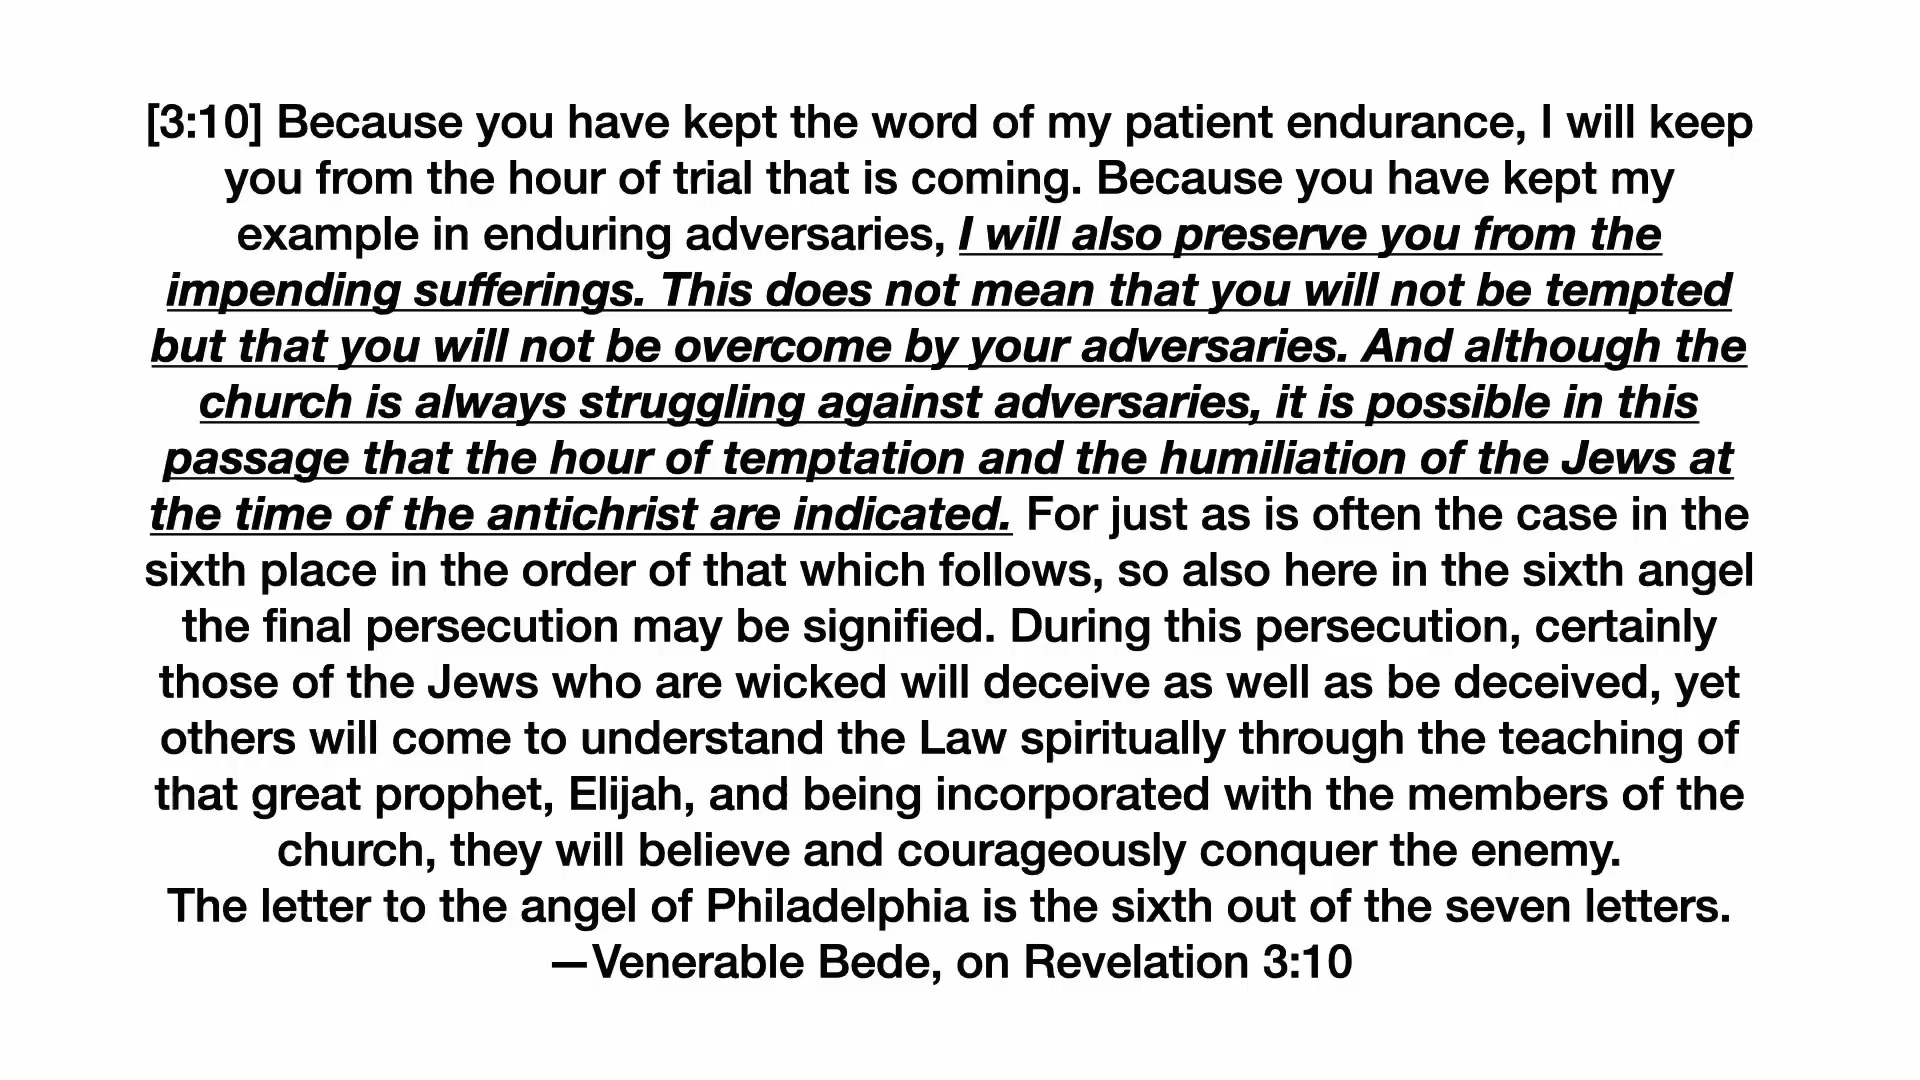 [3:10] Because you have kept the word of my patient endurance, I will keep
you from the hour of trial that is coming. Because you have kept my
example in enduring adversaries, I will also preserve you from the
impending sufferings. This does not mean that you will not be tempted
but that you will not be overcome by your adversaries. And although the
church is always struggling against adversaries, it is possible in this
passage that the hour of temptation and the humiliation of the Jews at
the time of the antichrist are indicated. For just as is often the case in the
sixth place in the order of that which follows, so also here in the sixth angel
the final persecution may be signified. During this persecution, certainly
those of the Jews who are wicked will deceive as well as be deceived, yet
others will come to understand the Law spiritually through the teaching of
that great prophet, Elijah, and being incorporated with the members of the
church, they will believe and courageously conquer the enemy.
The letter to the angel of Philadelphia is the sixth out of the seven letters.
—Venerable Bede, on Revelation 3:10